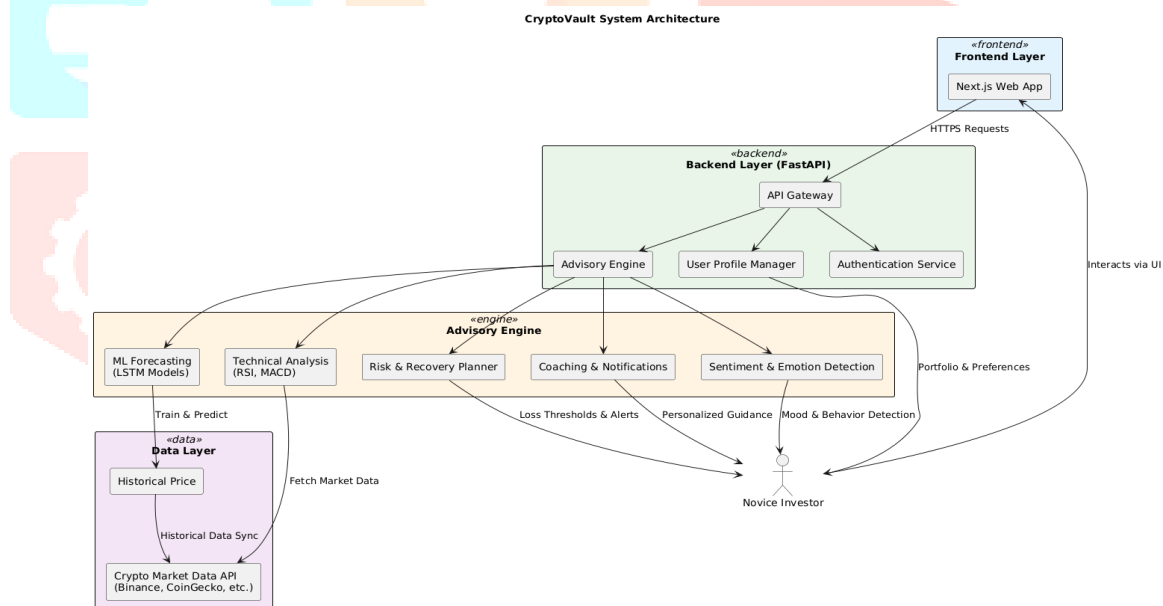 CryptoVault System Architecture
«frontend»
Frontend Layer
Next.js Web App
HTTPS Requests
«backend»
Backend Layer (FastAPI)
API Gateway
Advisory Engine
User Profile Manager
Authentication Service
Interacts via UI
«engine»
Advisory Engine
ML Forecasting
(LSTM Models)
Technical Analysis
(RSI, MACD)
Risk & Recovery Planner
Coaching & Notifications
Sentiment & Emotion Detection
Portfolio & Preferences
Train & Predict
Loss Thresholds & Alerts
Personalized Guidance
Mood & Behavior Detection
«data»
Data Layer
Historical Price
Fetch Market Data
Novice Investor
Historical Data Sync
Crypto Market Data API
(Binance, CoinGecko, etc.)